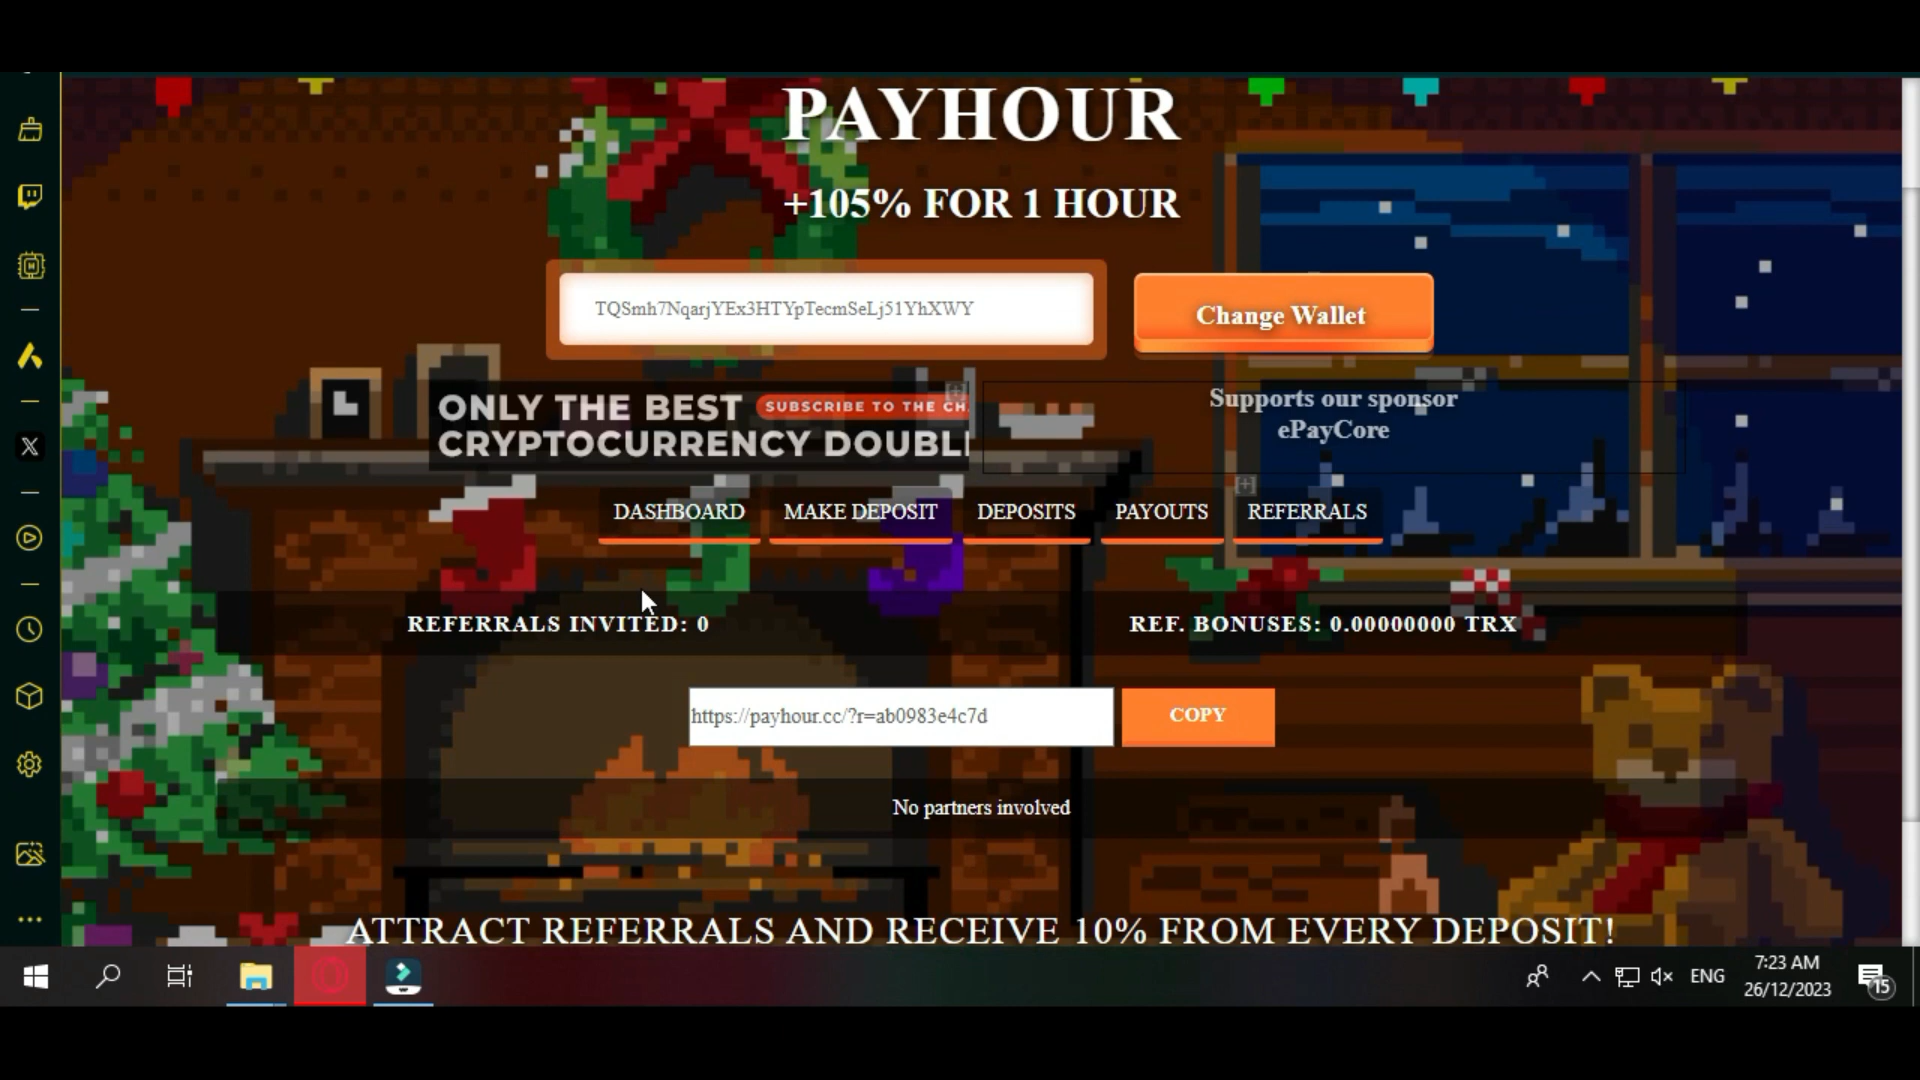 PAYHOUR
+105% FOR 1 HOUR
TQSmh7NqarjYEx3HTYpTecmSeLj51YhXWY
Change Wallet
ONLY THE BEST
SUBSCRIBE TO THE CH
CRYPTOCURRENCY DOUBL
Supports our sponsor
ePayCore
DASHBOARD
MAKE DEPOSIT
DEPOSITS
PAYOUTS
REFERRALS
REFERRALS INVITED: 0
REF. BONUSES: 0.00000000 TRX
https://payhour.cc/?r=ab0983e4c7d
COPY
No partners involved
ATTRACT REFERRALS AND RECEIVE 10% FROM EVERY DEPOSIT!
ENG
7:23 AM
26/12/2023
15